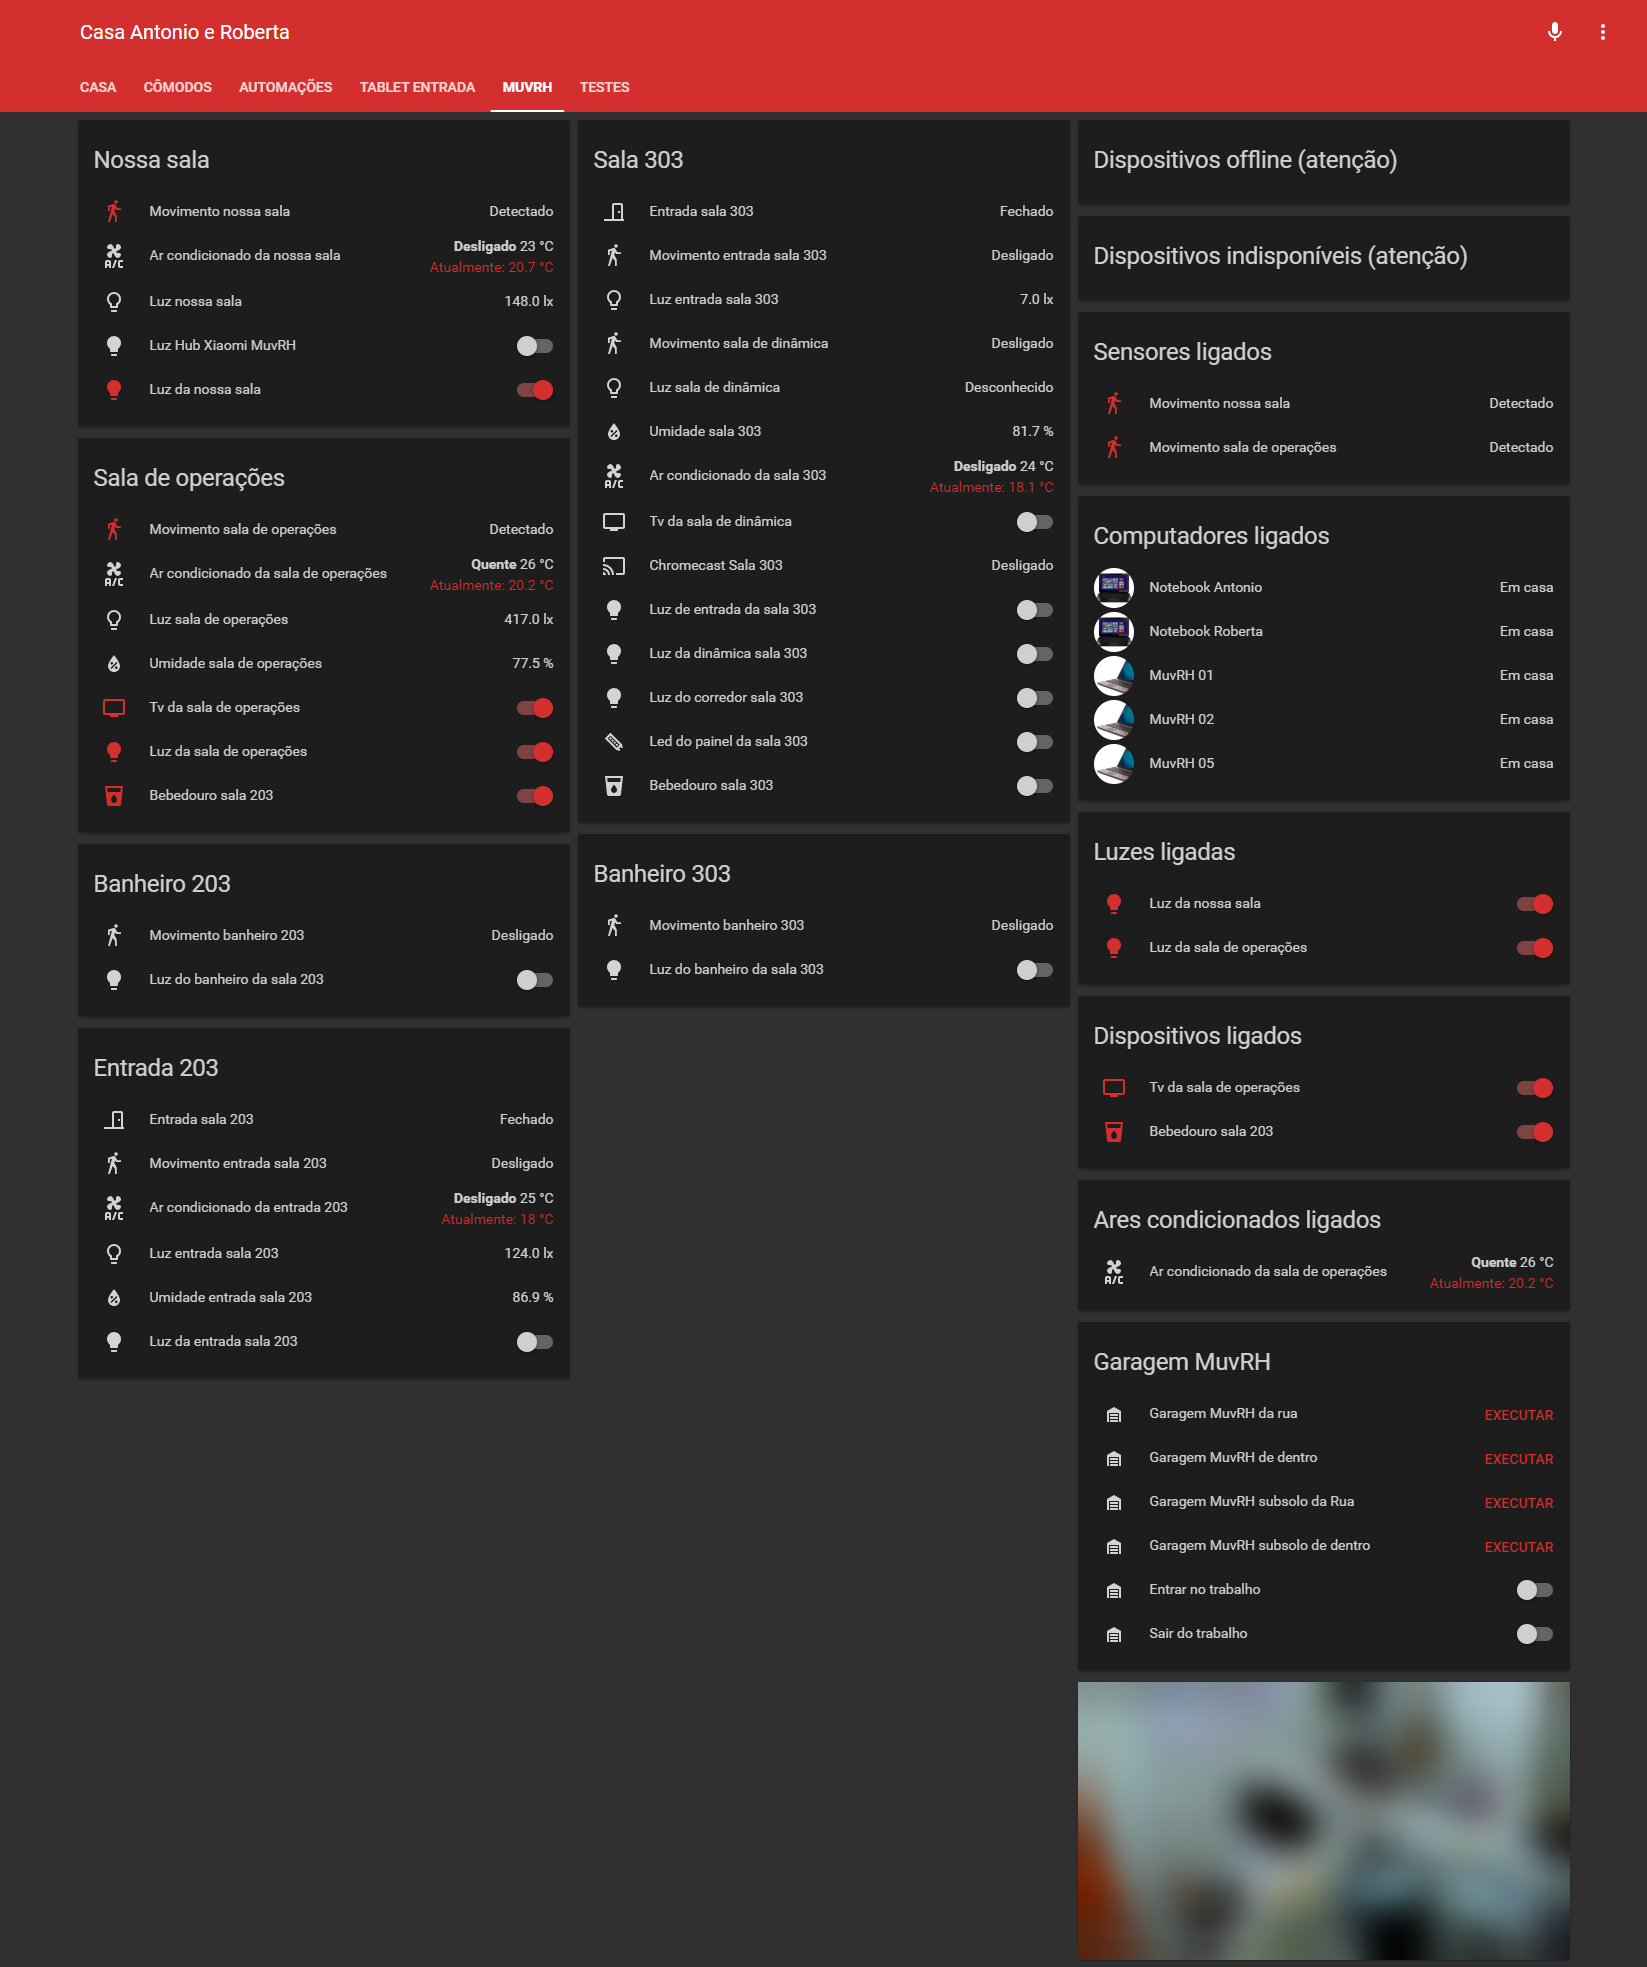 Casa Antonio e Roberta
CASA CÔMODOS AUTOMAÇÕES TABLET ENTRADA MUVRH TESTES
Nossa sala
Movimento nossa sala Detectado
Ar condicionado da nossa sala Desligado 23 °C
Atualmente: 20.7 °C
Luz nossa sala 148.0 lx
Luz Hub Xiaomi MuvRH
Luz da nossa sala
Sala de operações
Movimento sala de operações Detectado
Ar condicionado da sala de operações Quente 26 °C
Atualmente: 20.2 °C
Luz sala de operações 417.0 lx
Umidade sala de operações 77.5 %
Tv da sala de operações
Luz da sala de operações
Bebedouro sala 203
Banheiro 203
Movimento banheiro 203 Desligado
Luz do banheiro da sala 203
Entrada 203
Entrada sala 203 Fechado
Movimento entrada sala 203 Desligado
Ar condicionado da entrada 203 Desligado 25 °C
Atualmente: 18 °C
Luz entrada sala 203 124.0 lx
Umidade entrada sala 203 86.9 %
Luz da entrada sala 203
Sala 303
Entrada sala 303 Fechado
Movimento entrada sala 303 Desligado
Luz entrada sala 303 7.0 lx
Movimento sala de dinâmica Desligado
Luz sala de dinâmica Desconhecido
Umidade sala 303 81.7 %
Ar condicionado da sala 303 Desligado 24 °C
Atualmente: 18.1 °C
Tv da sala de dinâmica
Chromecast Sala 303 Desligado
Luz de entrada da sala 303
Luz da dinâmica sala 303
Luz do corredor sala 303
Led do painel da sala 303
Bebedouro sala 303
Banheiro 303
Movimento banheiro 303 Desligado
Luz do banheiro da sala 303
Dispositivos offline (atenção)
Dispositivos indisponíveis (atenção)
Sensores ligados
Movimento nossa sala Detectado
Movimento sala de operações Detectado
Computadores ligados
Notebook Antonio Em casa
Notebook Roberta Em casa
MuvRH 01 Em casa
MuvRH 02 Em casa
MuvRH 05 Em casa
Luzes ligadas
Luz da nossa sala
Luz da sala de operações
Dispositivos ligados
Tv da sala de operações
Bebedouro sala 203
Ares condicionados ligados
Ar condicionado da sala de operações Quente 26 °C
Atualmente: 20.2 °C
Garagem MuvRH
Garagem MuvRH da rua EXECUTAR
Garagem MuvRH de dentro EXECUTAR
Garagem MuvRH subsolo da Rua EXECUTAR
Garagem MuvRH subsolo de dentro EXECUTAR
Entrar no trabalho
Sair do trabalho